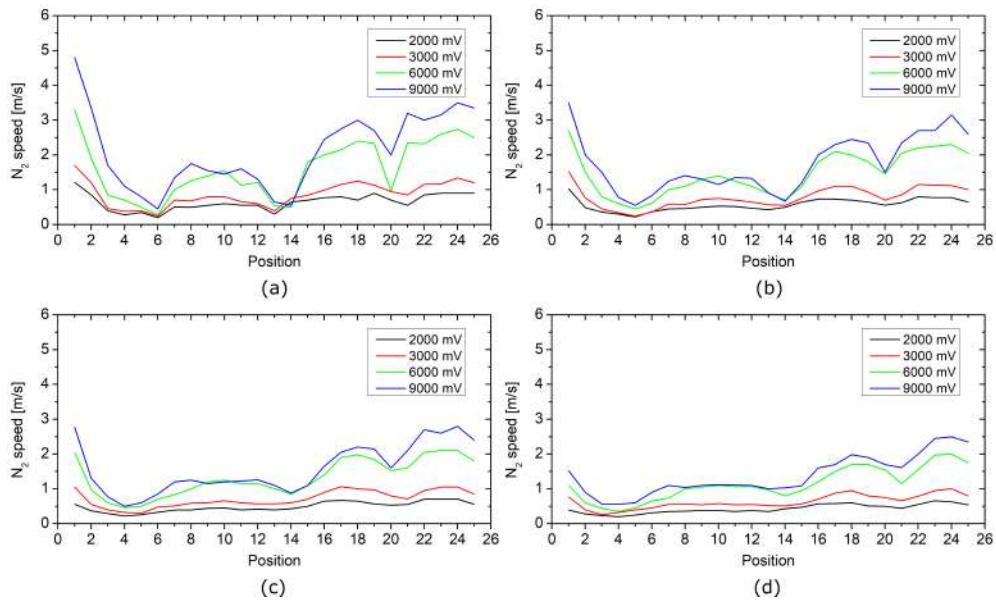 6
5
4
3
2
1
0
N2 speed [m/s]
2000 mV
3000 mV
6000 mV
9000 mV
0 2 4 6 8 10 12 14 16 18 20 22 24 26
Position
(a)
6
5
4
3
2
1
0
N2 speed [m/s]
2000 mV
3000 mV
6000 mV
9000 mV
0 2 4 6 8 10 12 14 16 18 20 22 24 26
Position
(b)
6
5
4
3
2
1
0
N2 speed [m/s]
2000 mV
3000 mV
6000 mV
9000 mV
0 2 4 6 8 10 12 14 16 18 20 22 24 26
Position
(c)
6
5
4
3
2
1
0
N2 speed [m/s]
2000 mV
3000 mV
6000 mV
9000 mV
0 2 4 6 8 10 12 14 16 18 20 22 24 26
Position
(d)